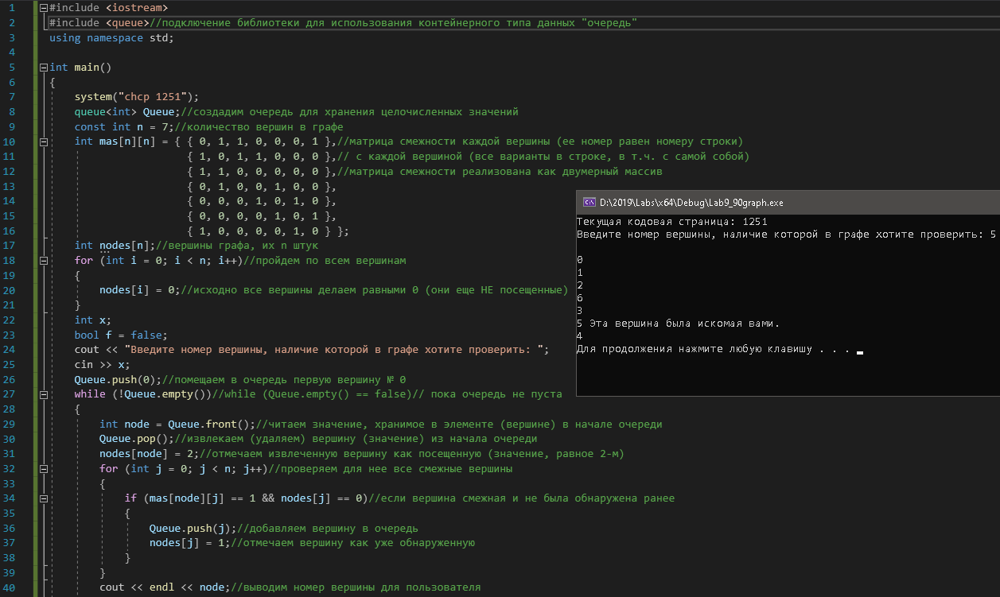 1 #include <iostream>
2 #include <queue>//подключение библиотеки для использования контейнерного типа данных "очередь"
3 using namespace std;
4
5 int main()
6 {
7 system("chcp 1251");
8 queue<int> Queue;//создадим очередь для хранения целочисленных значений
9 const int n = 7;//количество вершин в графе
10 int mas[n][n] = { { 0, 1, 1, 0, 0, 0, 1 },//матрица смежности каждой вершины (ее номер равен номеру строки)
11 { 1, 0, 1, 1, 0, 0, 0 },// с каждой вершиной (все варианты в строке, в т.ч. с самой собой)
12 { 1, 1, 0, 0, 0, 0, 0 },//матрица смежности реализована как двумерный массив
13 { 0, 1, 0, 0, 1, 0, 0 },
14 { 0, 0, 0, 1, 0, 1, 0 },
15 { 0, 0, 0, 0, 1, 0, 1 },
16 { 1, 0, 0, 0, 0, 1, 0 } };
17 int nodes[n];//вершины графа, их n штук
18 for (int i = 0; i < n; i++)//пройдем по всем вершинам
19 {
20 nodes[i] = 0;//исходно все вершины делаем равными 0 (они еще НЕ посещенные)
21 }
22 int x;
23 bool f = false;
24 cout << "Введите номер вершины, наличие которой в графе хотите проверить: ";
25 cin >> x;
26 Queue.push(0);//помещаем в очередь первую вершину № 0
27 while (!Queue.empty())//while (Queue.empty() == false)// пока очередь не пуста
28 {
29 int node = Queue.front();//читаем значение, хранимое в элементе (вершине) в начале очереди
30 Queue.pop();//извлекаем (удаляем) вершину (значение) из начала очереди
31 nodes[node] = 2;//отмечаем извлеченную вершину как посещенную (значение, равное 2-м)
32 for (int j = 0; j < n; j++)//проверяем для нее все смежные вершины
33 {
34 if (mas[node][j] == 1 && nodes[j] == 0)//если вершина смежная и не была обнаружена ранее
35 {
36 Queue.push(j);//добавляем вершину в очередь
37 nodes[j] = 1;//отмечаем вершину как уже обнаруженную
38 }
39 }
40 cout << endl << node;//выводим номер вершины для пользователя
D:\2019\Labs\x64\Debug\Lab9_90graph.exe
Текущая кодовая страница: 1251
Введите номер вершины, наличие которой в графе хотите проверить: 5
0
1
2
6
3
5 Эта вершина была искомая вами.
4
Для продолжения нажмите любую клавишу . . .